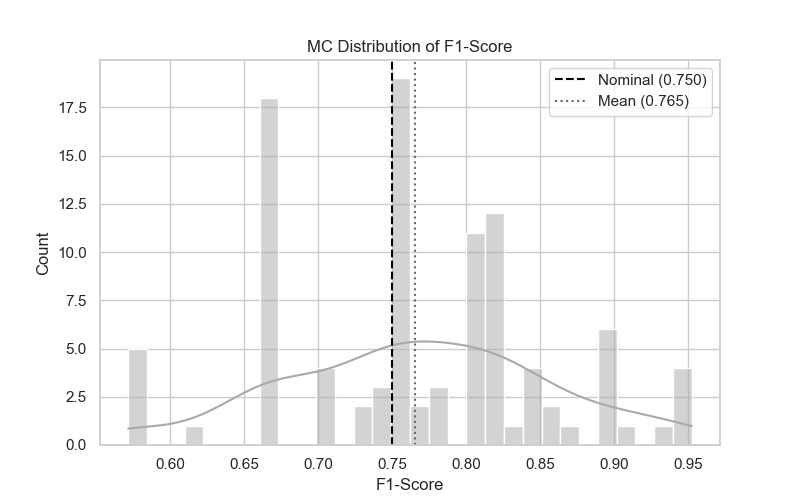 MC Distribution of F1-Score
Nominal (0.750)
Mean (0.765)
17.5
15.0
12.5
10.0
7.5
5.0
2.5
0.0
Count
0.60 0.65 0.70 0.75 0.80 0.85 0.90 0.95
F1-Score